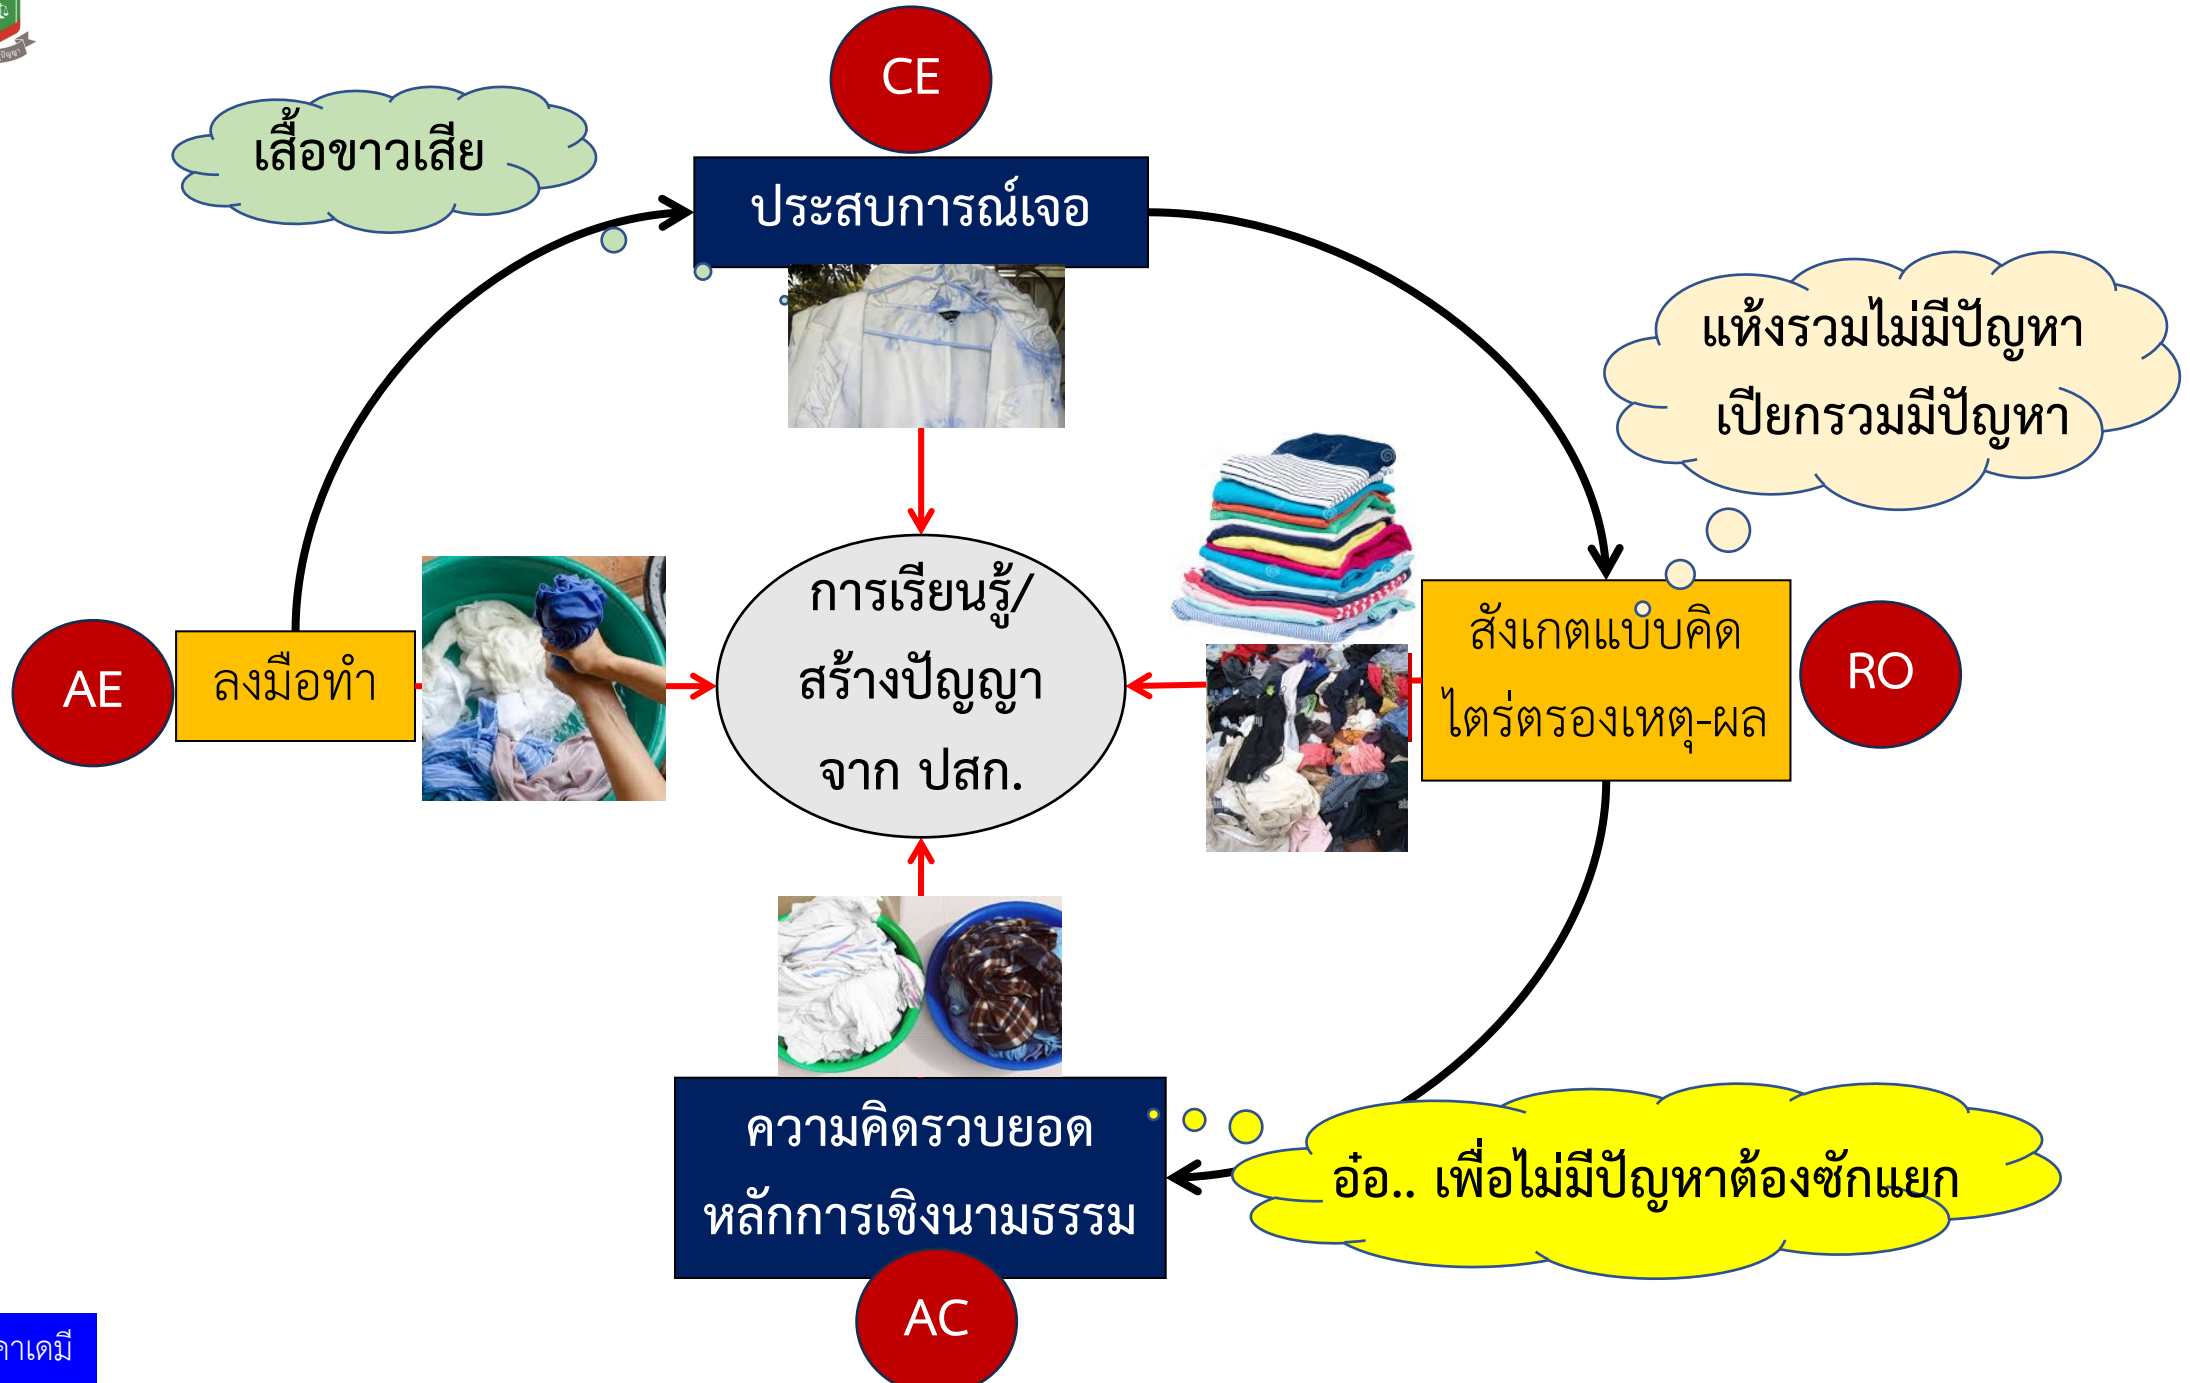 CE
เสื้อขาวเสีย
ประสบการณ์เจอ
แห้งรวมไม่มีปัญหา
เปียกรวมมีปัญหา
การเรียนรู้/
สร้างปัญญา
จาก ปสก.
AE
ลงมือทำ
สังเกตแบบคิด
ไตร่ตรองเหตุ-ผล
RO
ความคิดรวบยอด
หลักการเชิงนามธรรม
อ๋อ.. เพื่อไม่มีปัญหาต้องซักแยก
AC
คาเดมี